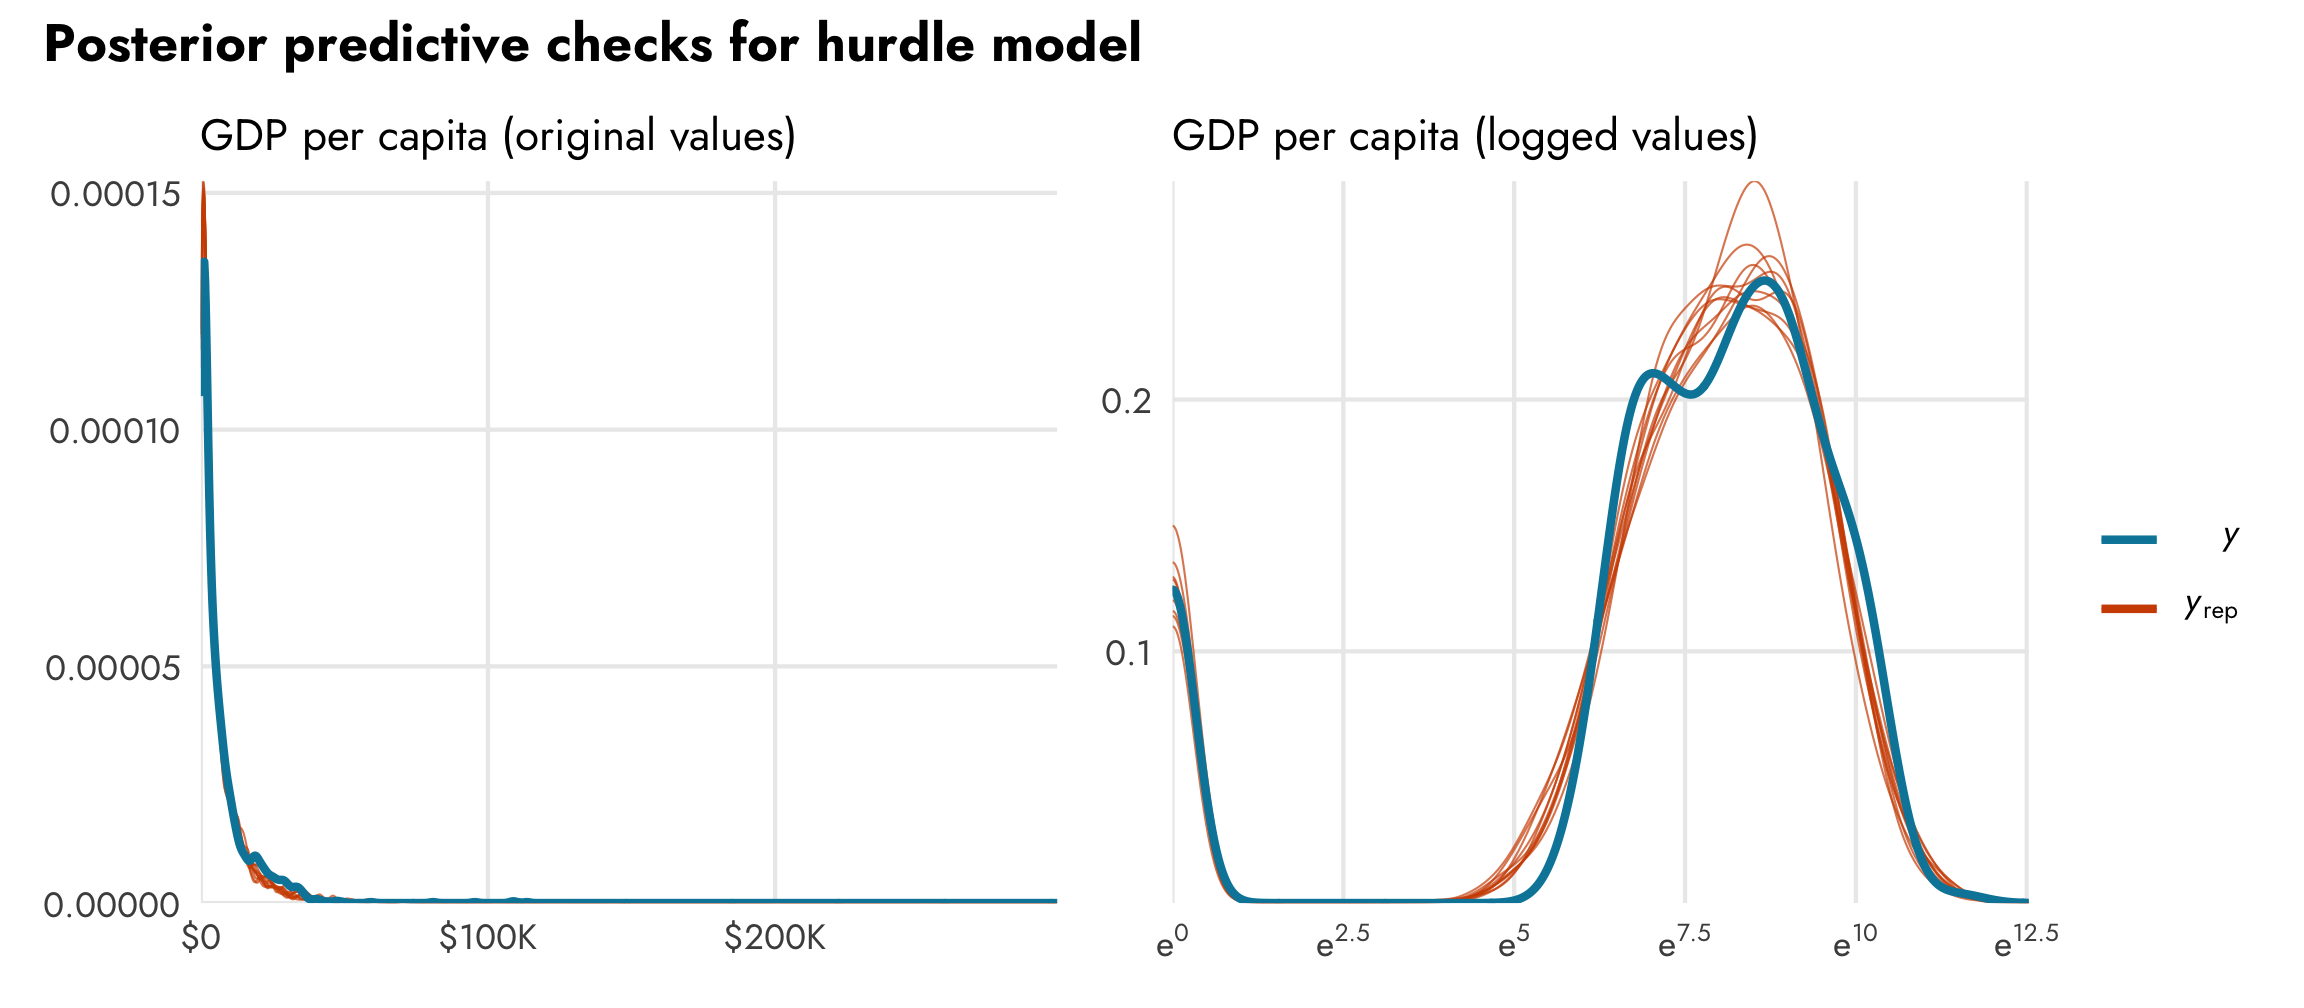 Posterior predictive checks for hurdle model
GDP per capita (original values)
0.00015
0.00010
0.00005
0.00000
$0 $100K $200K
GDP per capita (logged values)
0.2
0.1
e⁰ e²·⁵ e⁵ e⁷·⁵ e¹⁰ e¹²·⁵
y
y rep